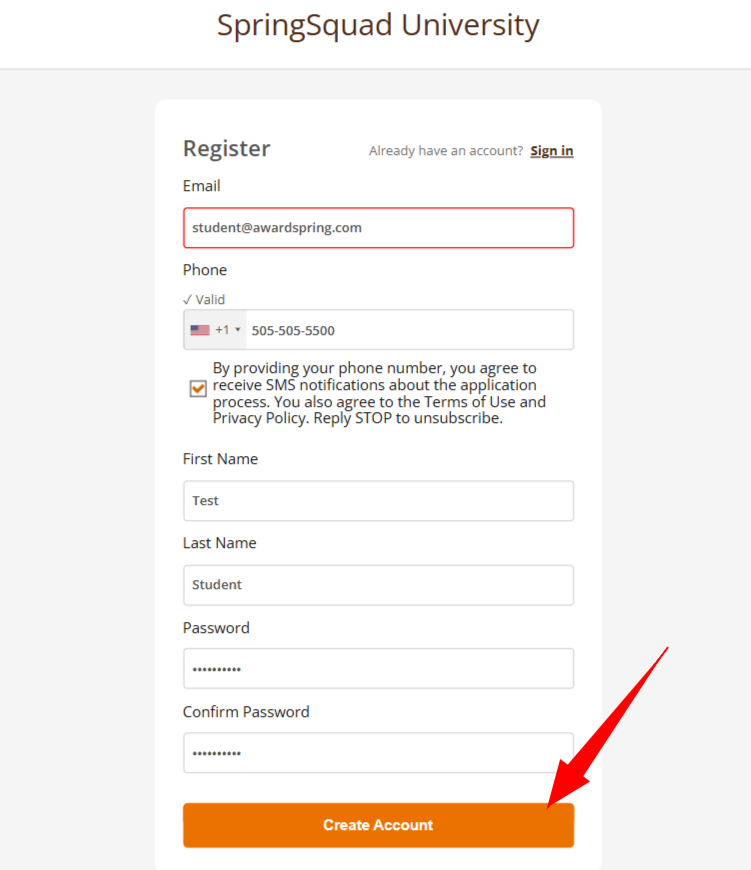 SpringSquad University
Register
Already have an account? Sign in
Email
student@awardspring.com
Phone
✓ Valid
+1 505-505-5500
By providing your phone number, you agree to
receive SMS notifications about the application
process. You also agree to the Terms of Use and
Privacy Policy. Reply STOP to unsubscribe.
First Name
Test
Last Name
Student
Password
••••••••••
Confirm Password
••••••••••
Create Account